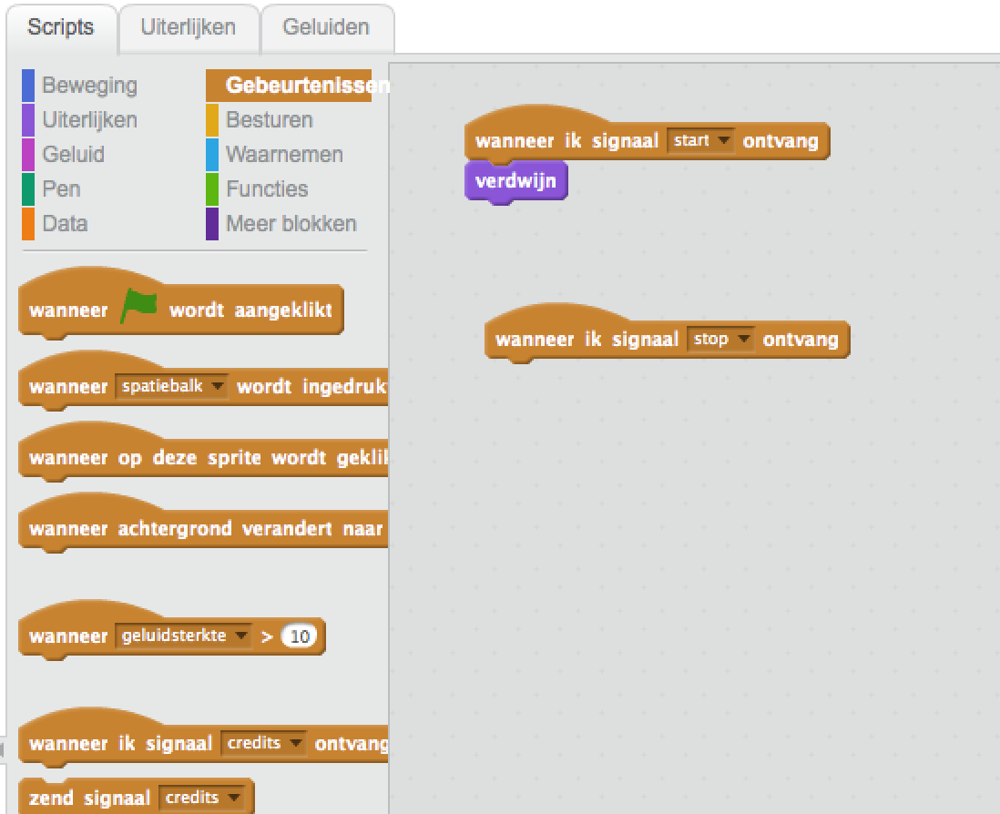 Scripts Uiterlijken Geluiden
Beweging Gebeurtenissen
Uiterlijken Besturen
Geluid Waarnemen
Pen Functies
Data Meer blokken
wanneer wordt aangeklikt
wanneer spatiebalk wordt ingedruk
wanneer op deze sprite wordt geklik
wanneer achtergrond verandert naar
wanneer geluidsterkte > 10
wanneer ik signaal credits ontvang
zend signaal credits
wanneer ik signaal start ontvang
verdwijn
wanneer ik signaal stop ontvang